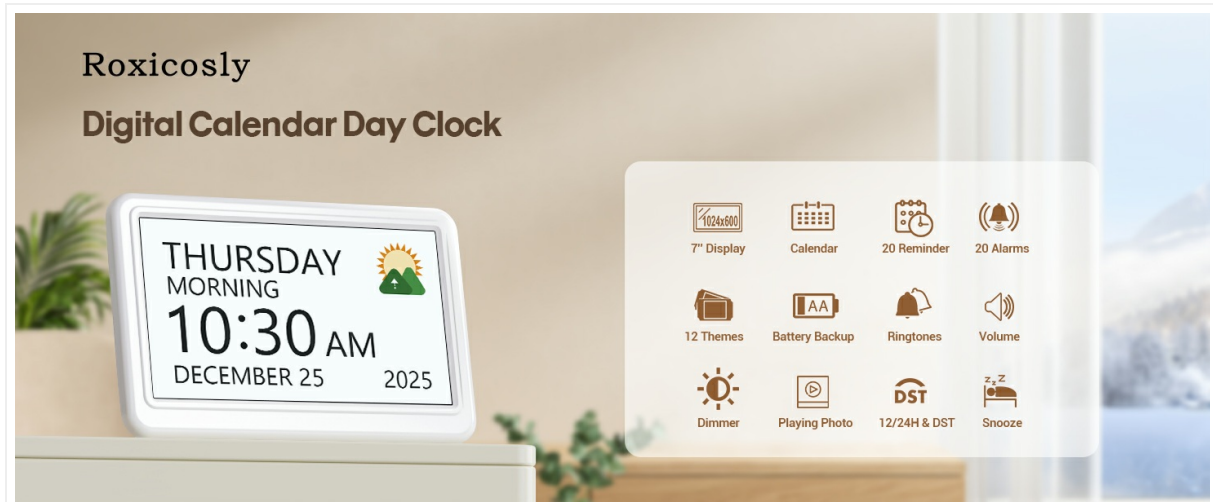 Roxicosly
Digital Calendar Day Clock
THURSDAY
MORNING
10:30 AM
DECEMBER 25 2025
1024x600
7" Display
Calendar
20 Reminder
20 Alarms
12 Themes
AA
Battery Backup
Ringtones
Volume
Dimmer
Playing Photo
DST
12/24H & DST
z z Z
Snooze